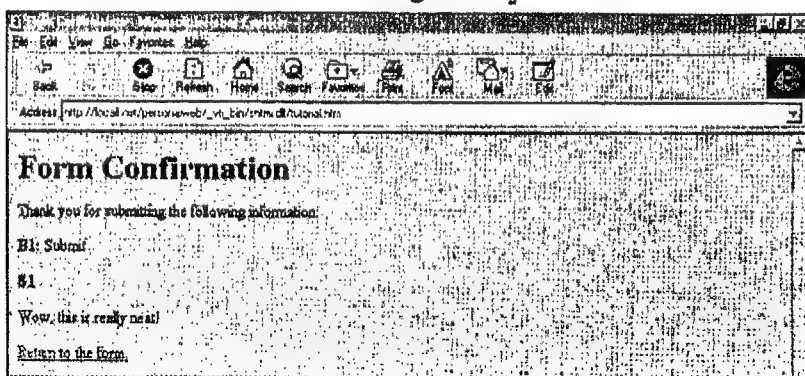 File Edit View Go Favorites Help
Back Stop Refresh Home Search Favorites Print Font Mail Edit
Address
Form Confirmation
Thank you for submitting the following information:
B1: Submit
S1
Wow, this is really neat!
Return to the form.